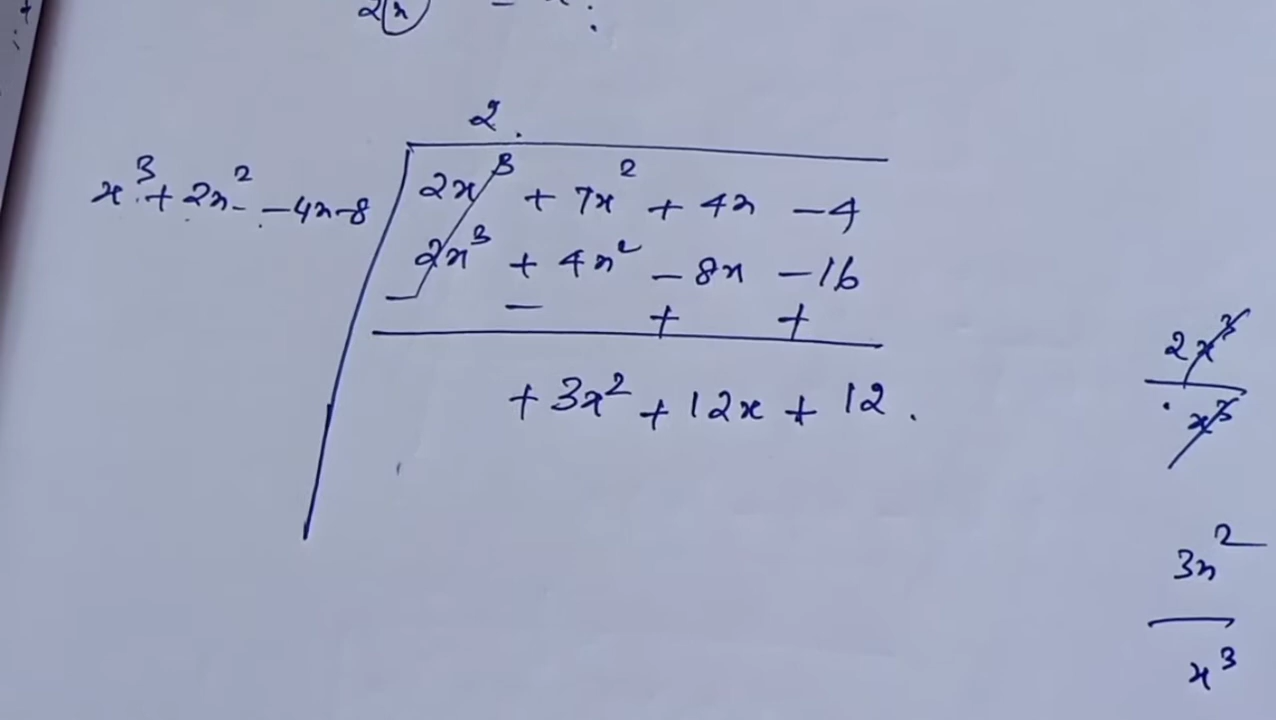 2
x³ + 2x² - 4x - 8
2x³ + 7x² + 4x - 4
2x³ + 4x² - 8x - 16
- - + +
+ 3x² + 12x + 12 .
2x³
x³
3x²
x³